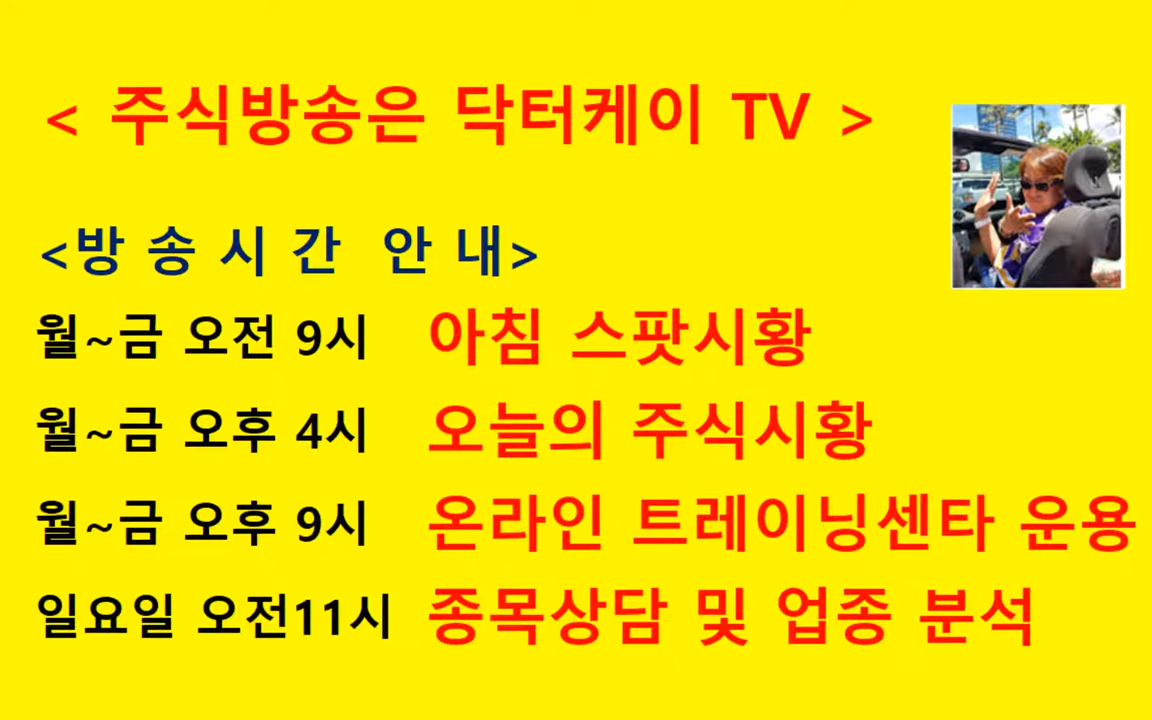 < 주식방송은 닥터케이 TV >
<방 송 시 간 안 내>
월~금 오전 9시 아침 스팟시황
월~금 오후 4시 오늘의 주식시황
월~금 오후 9시 온라인 트레이닝센타 운용
일요일 오전11시 종목상담 및 업종 분석